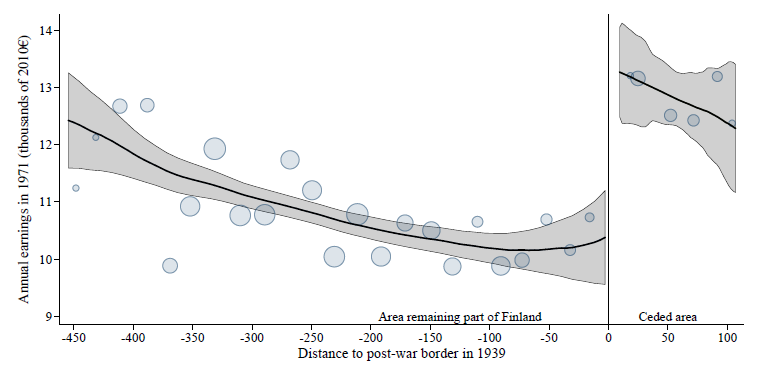 Annual earnings in 1971 (thousands of 2010€)
14
13
12
11
10
9
Area remaining part of Finland
Ceded area
-450 -400 -350 -300 -250 -200 -150 -100 -50 0 50 100
Distance to post-war border in 1939